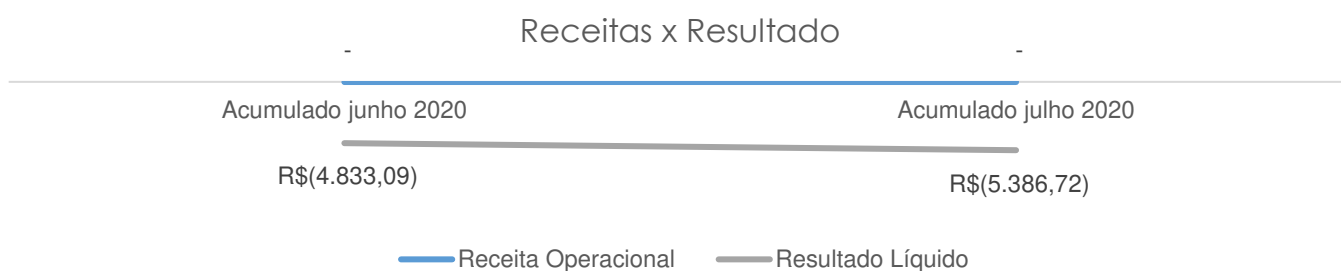 Receitas x Resultado
- -
Acumulado junho 2020 Acumulado julho 2020
R$(4.833,09) R$(5.386,72)
Receita Operacional Resultado Líquido